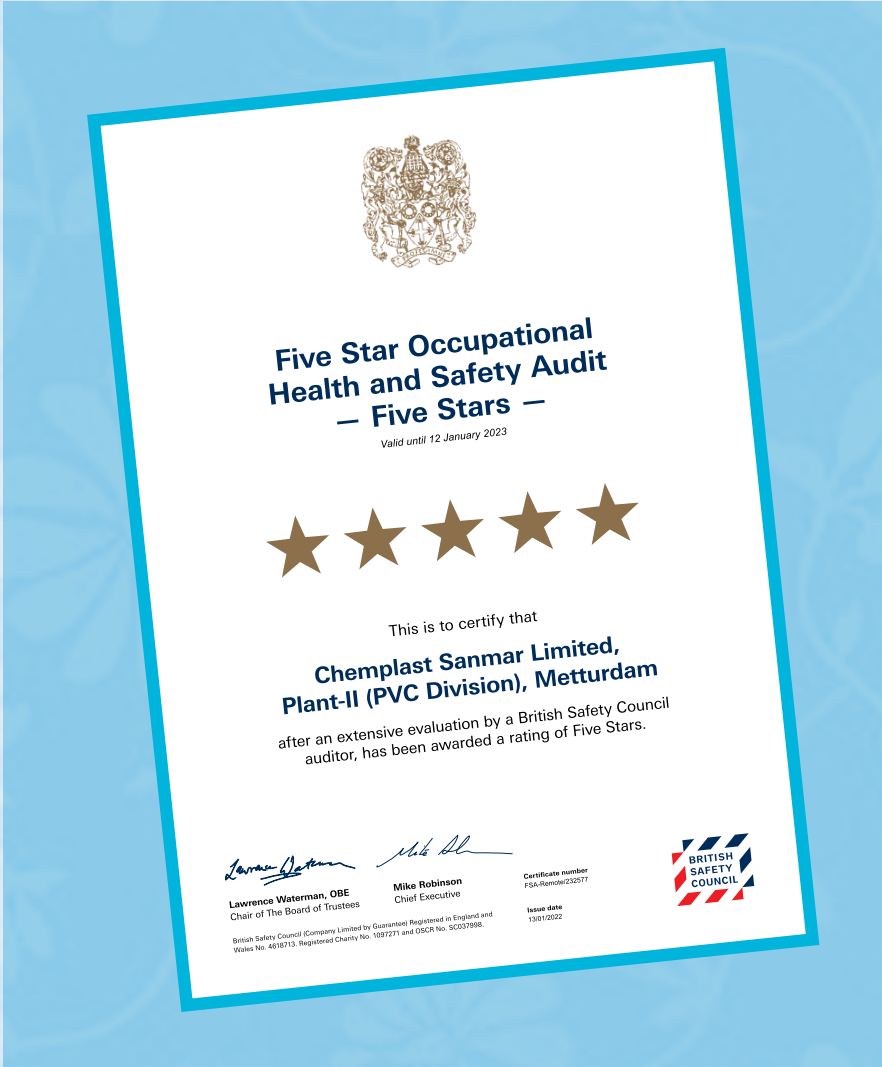 Five Star Occupational
Health and Safety Audit
— Five Stars —
Valid until 12 January 2023
This is to certify that
Chemplast Sanmar Limited,
Plant-II (PVC Division), Metturdam
after an extensive evaluation by a British Safety Council
auditor, has been awarded a rating of Five Stars.
Lawrence Waterman, OBE
Chair of The Board of Trustees
Mike Robinson
Chief Executive
Certificate number
FSA-Remote/232577
Issue date
13/01/2022
British Safety Council (Company Limited by Guarantee) Registered in England and
Wales No. 4618713. Registered Charity No. 1097271 and OSCR No. SC037998.
BRITISH
SAFETY
COUNCIL